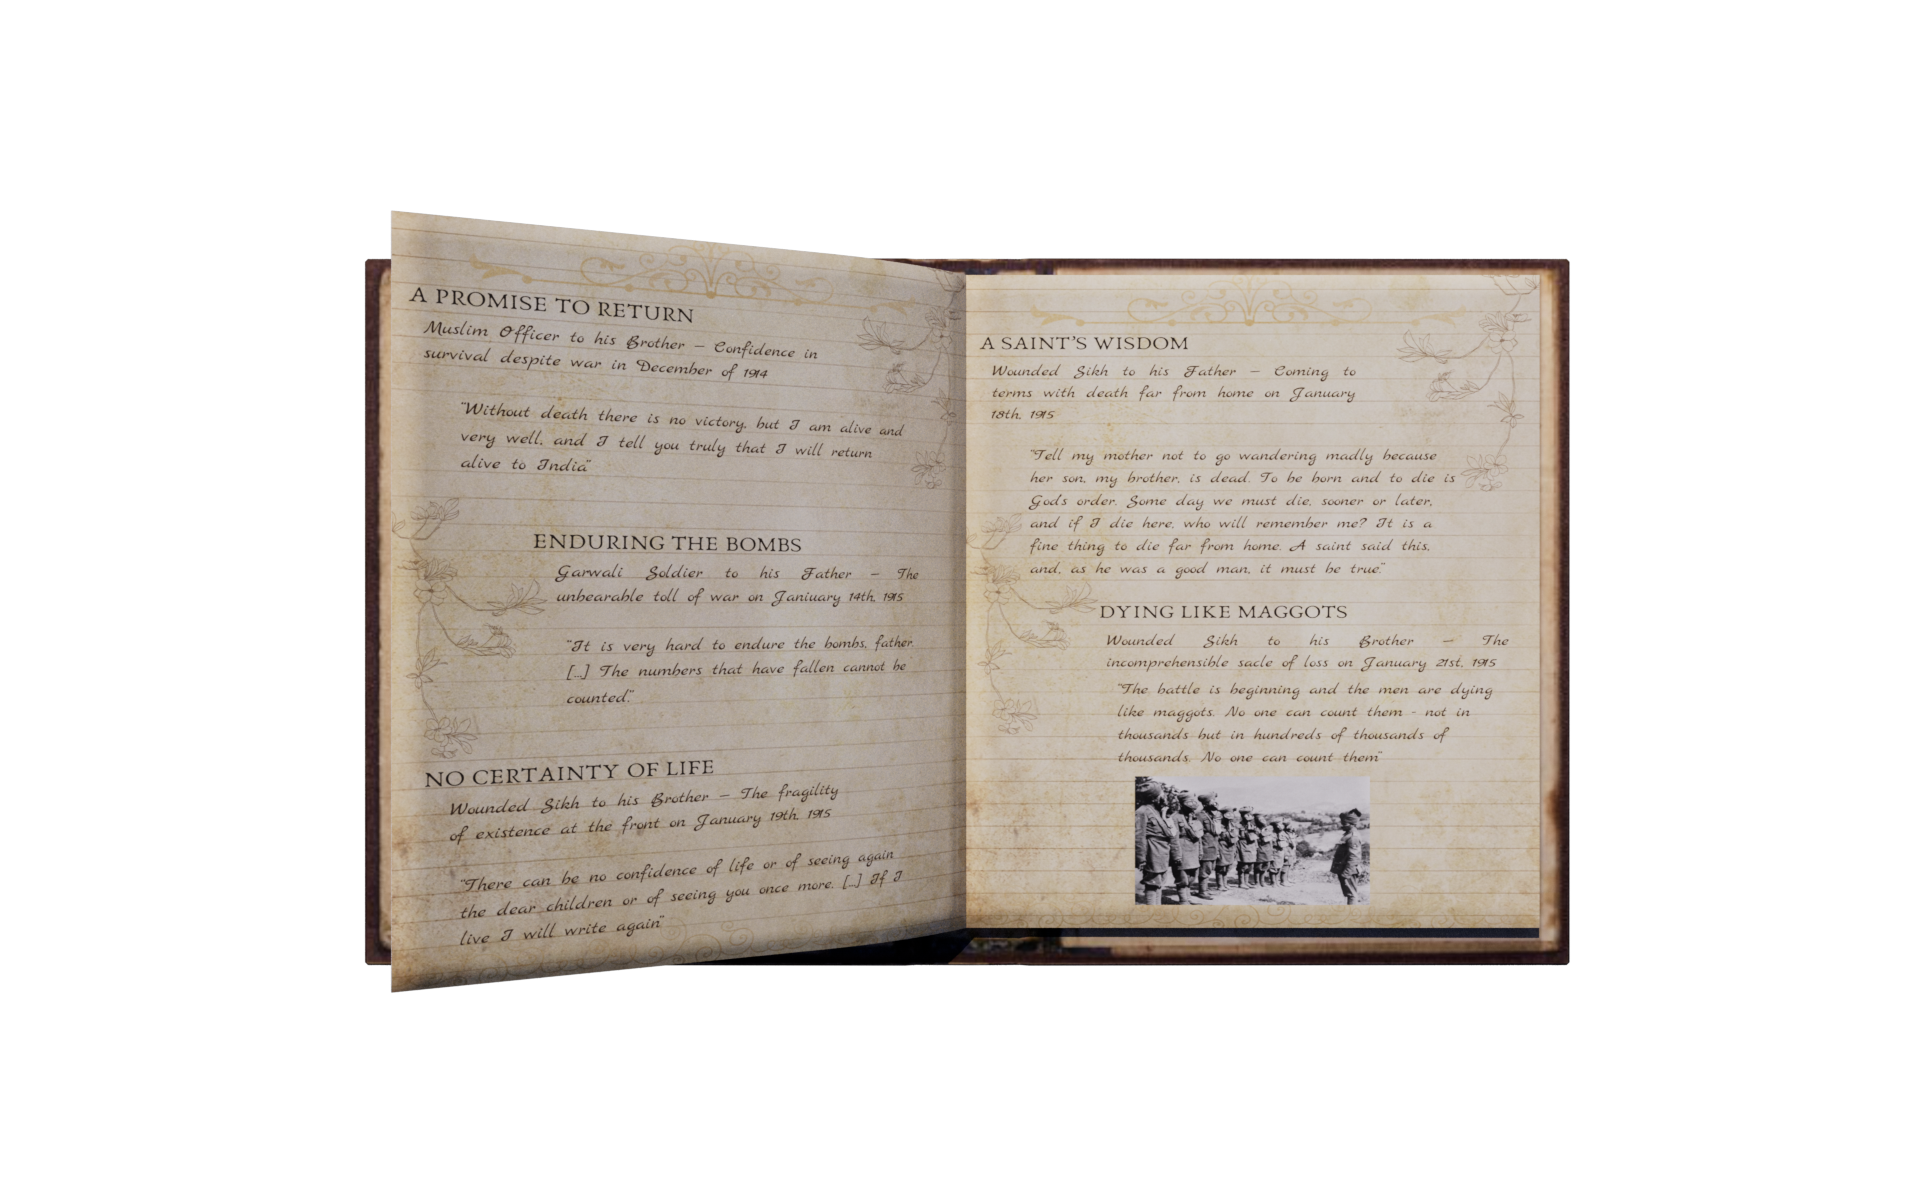 A PROMISE TO RETURN
Muslim Officer to his Brother – Confidence in
survival despite war in December of 1914
"Without death there is no victory, but I am alive and
very well, and I tell you truly that I will return
alive to India"
ENDURING THE BOMBS
Garwali Soldier to his Father – The
unbearable toll of war on Janiuary 14th, 1915
"It is very hard to endure the bombs, father.
[...] The numbers that have fallen cannot be
counted".
NO CERTAINTY OF LIFE
Wounded Sikh to his Brother – The fragility
of existence at the front on January 19th, 1915
"There can be no confidence of life or of seeing again
the dear children or of seeing you once more. [...] If I
live I will write again"
A SAINT'S WISDOM
Wounded Sikh to his Father – Coming to
terms with death far from home on January
18th, 1915
"Tell my mother not to go wandering madly because
her son, my brother, is dead. To be born and to die is
God's order. Some day we must die, sooner or later,
and if I die here, who will remember me? It is a
fine thing to die far from home. A saint said this,
and, as he was a good man, it must be true."
DYING LIKE MAGGOTS
Wounded Sikh to his Brother – The
incomprehensible sacle of loss on January 21st, 1915
"The battle is beginning and the men are dying
like maggots. No one can count them - not in
thousands but in hundreds of thousands of
thousands. No one can count them"